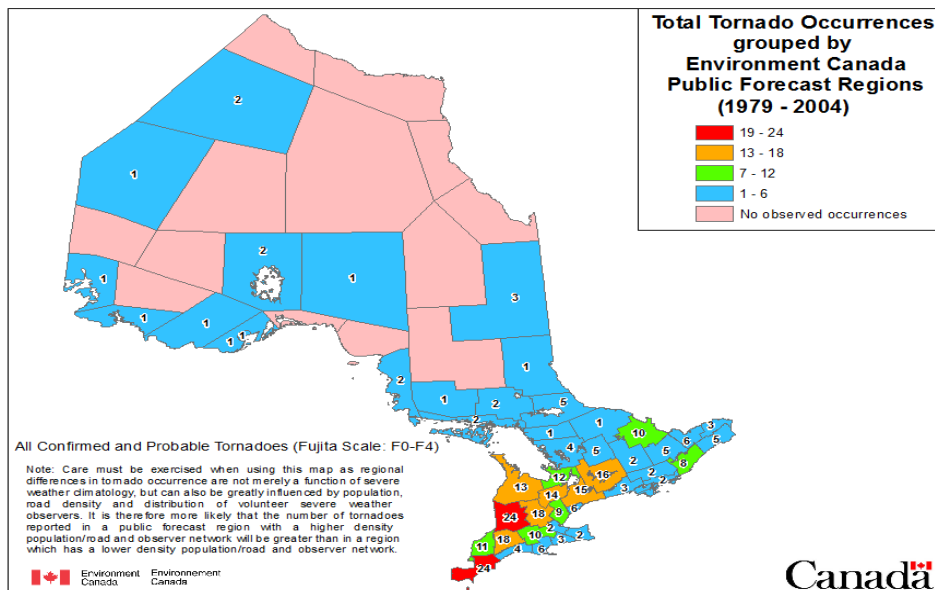 Total Tornado Occurrences
grouped by
Environment Canada
Public Forecast Regions
(1979 - 2004)
19 - 24
13 - 18
7 - 12
1 - 6
No observed occurrences
2
1
2
1
1
3
1
1
1
1
1
2
1
2
5
2
1
1
10
3
6
5
4
5
5
8
2
2
2
16
3
12
15
6
13
14
9
24
18
2
2
10
3
11
18
4
6
24
All Confirmed and Probable Tornadoes (Fujita Scale: F0-F4)
Note: Care must be exercised when using this map as regional
differences in tornado occurrence are not merely a function of severe
weather climatology, but can also be greatly influenced by population,
road density and distribution of volunteer severe weather
observers. It is therefore more likely that the number of tornadoes
reported in a public forecast region with a higher density
population/road and observer network will be greater than in a region
which has a lower density population/road and observer network.
Environment Environnement
Canada Canada
Canada